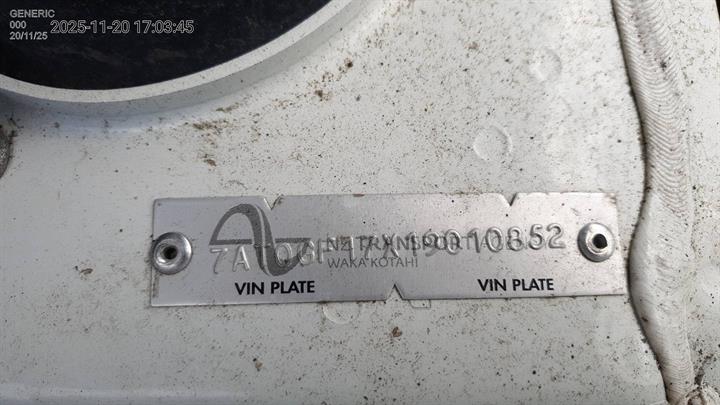 GENERIC
000 2025-11-20 17:03:45
20/11/25
NZ TRANSPORT AGENCY
WAKA KOTAHI
VIN PLATE VIN PLATE